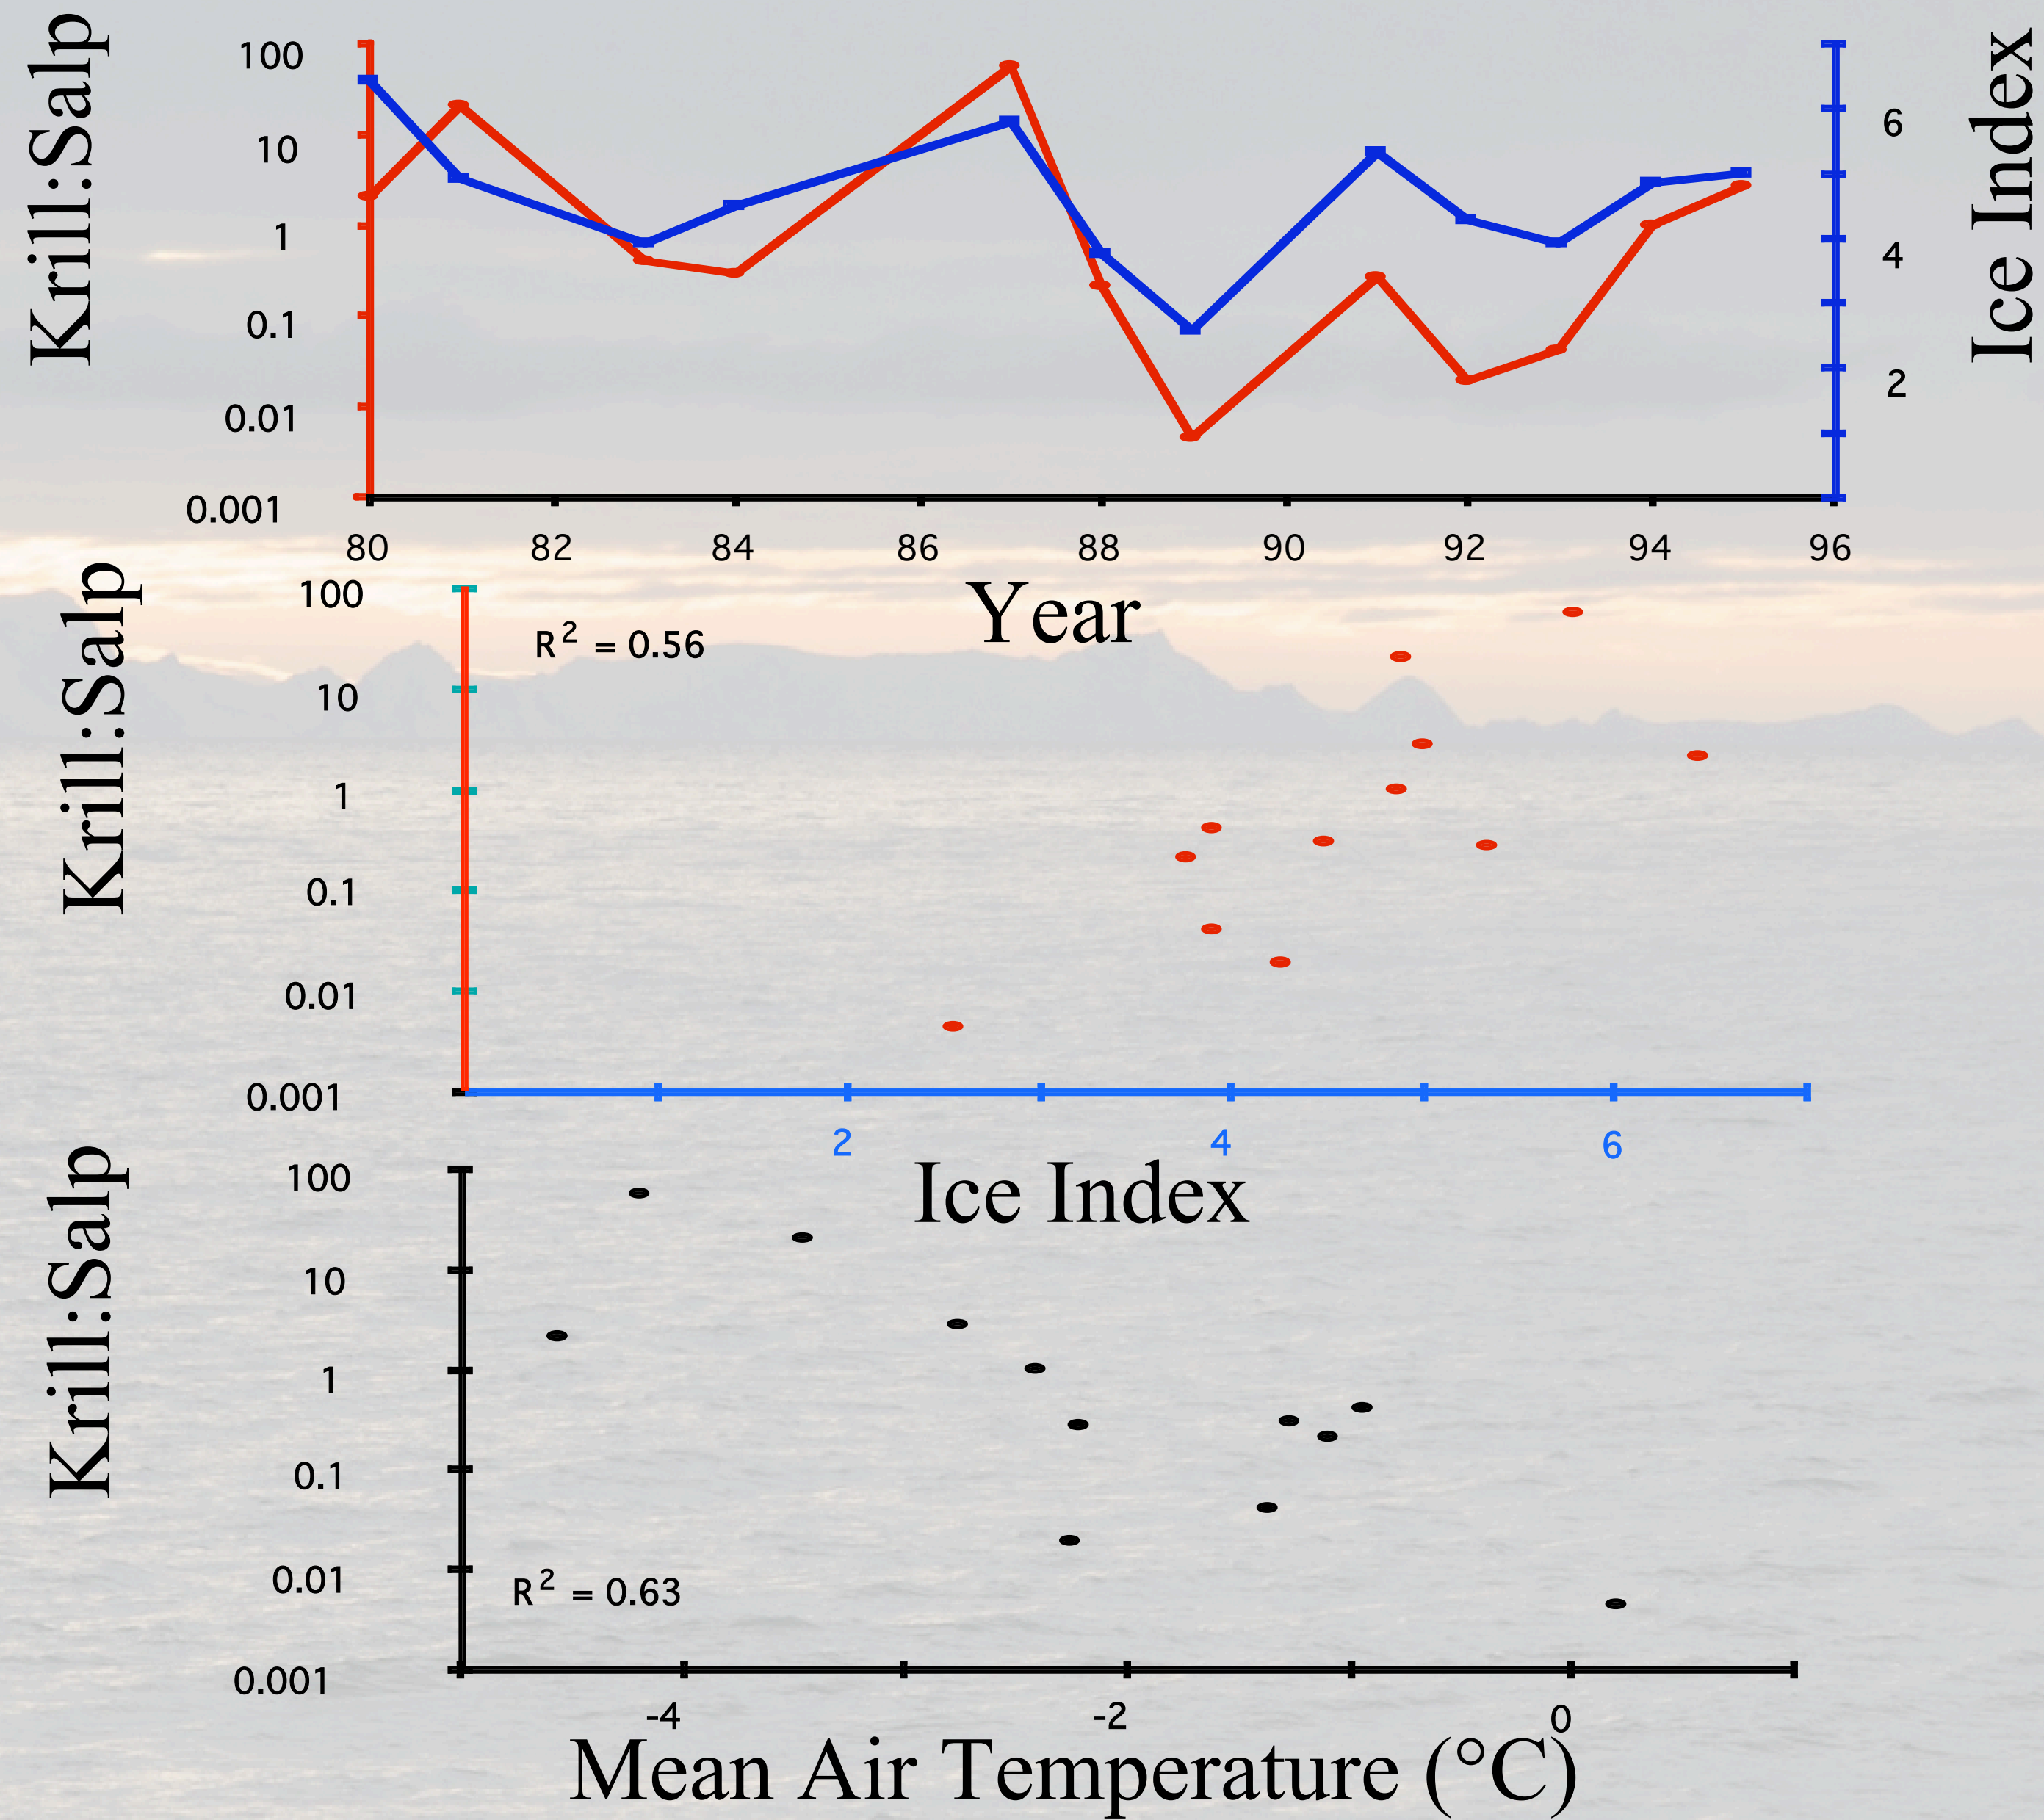 Krill:Salp
100
10
1
0.1
0.01
0.001
Ice Index
6
4
2
80 82 84 86 88 90 92 94 96
Year
Krill:Salp
100
10
1
0.1
0.01
0.001
R² = 0.56
2 4 6
Ice Index
Krill:Salp
100
10
1
0.1
0.01
0.001
R² = 0.63
-4 -2 0
Mean Air Temperature (°C)